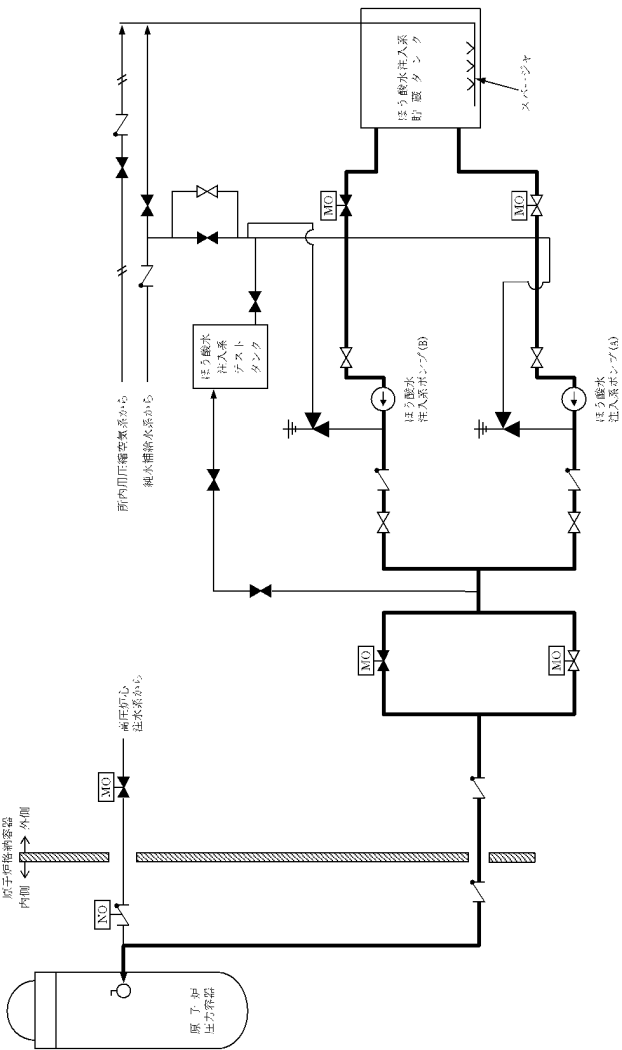 所内用圧縮空気系から
純水補給水系から
ほう酸水注入系
貯蔵タンク
スパージャ
MO
MO
ほう酸水
注入系
テスト
タンク
ほう酸水
注入系ポンプ(B)
ほう酸水
注入系ポンプ(A)
MO
MO
高圧炉心
注水系から
MO
原子炉格納容器
内側
外側
NO
原子炉
圧力容器